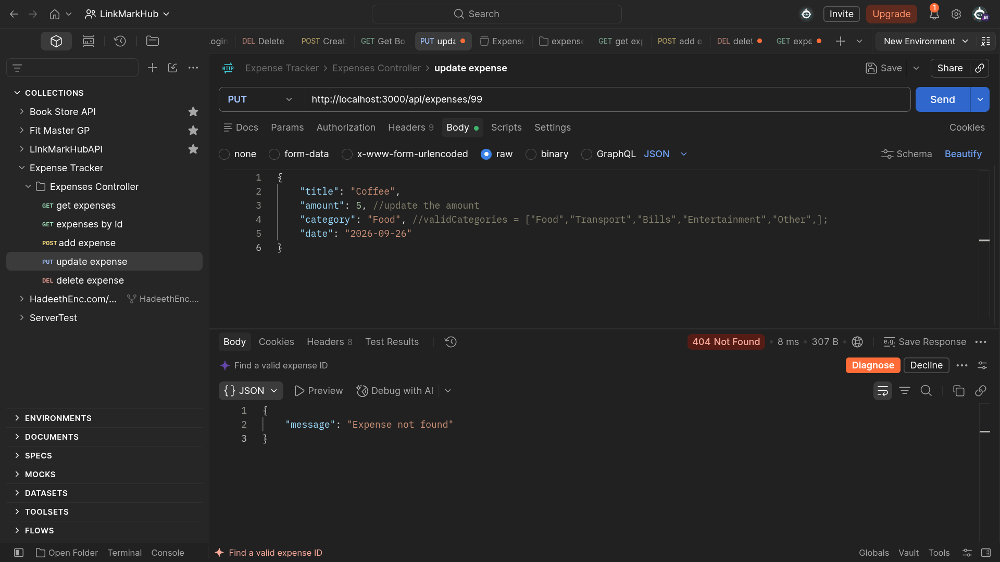 LinkMarkHub
Search
Invite
Upgrade
1
M
ogin
DEL Delete
POST Creat
GET Get Bo
PUT upda
Expense
expense
GET get exp
POST add e
DEL delet
GET expe
New Environment
COLLECTIONS
Book Store API
Fit Master GP
LinkMarkHubAPI
Expense Tracker
Expenses Controller
GET get expenses
GET expenses by id
POST add expense
PUT update expense
DEL delete expense
HadeethEnc.com/... HadeethEnc....
ServerTest
ENVIRONMENTS
DOCUMENTS
SPECS
MOCKS
DATASETS
TOOLSETS
FLOWS
HTTP Expense Tracker > Expenses Controller > update expense
Save
Share
PUT http://localhost:3000/api/expenses/99
Send
Docs Params Authorization Headers 9 Body Scripts Settings Cookies
none form-data x-www-form-urlencoded raw binary GraphQL JSON Schema Beautify
1 {
2 "title": "Coffee",
3 "amount": 5, //update the amount
4 "category": "Food", //validCategories = ["Food","Transport","Bills","Entertainment","Other",];
5 "date": "2026-09-26"
6 }
Body Cookies Headers 8 Test Results 404 Not Found • 8 ms • 307 B • e.g. Save Response
Find a valid expense ID Diagnose Decline
{} JSON Preview Debug with AI
1 {
2 "message": "Expense not found"
3 }
Open Folder Terminal Console Find a valid expense ID Globals Vault Tools